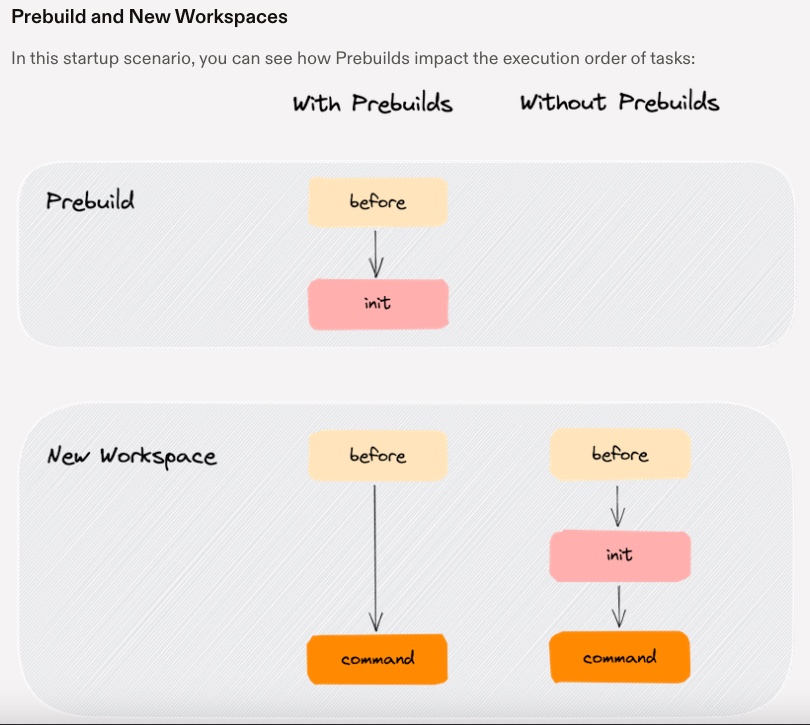 Prebuild and New Workspaces
In this startup scenario, you can see how Prebuilds impact the execution order of tasks:
With Prebuilds
Without Prebuilds
Prebuild
before
init
New Workspace
before
before
init
command
command